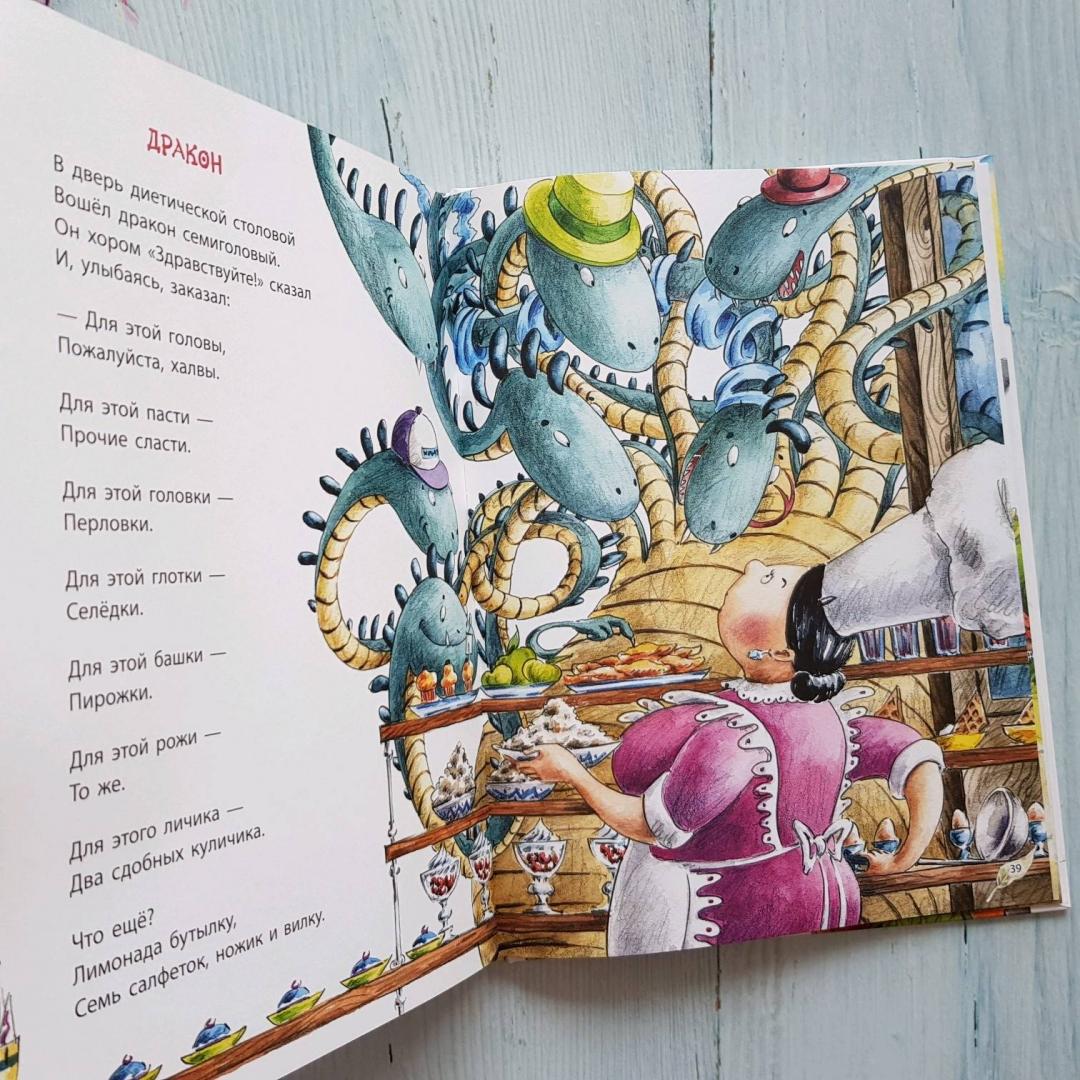 ДРАКОН
В дверь диетической столовой
Вошёл дракон семиголовый.
Он хором «Здравствуйте!» сказал
И, улыбаясь, заказал:
— Для этой головы,
Пожалуйста, халвы.
Для этой пасти —
Прочие сласти.
Для этой головки —
Перловки.
Для этой глотки —
Селёдки.
Для этой башки —
Пирожки.
Для этой рожи —
То же.
Для этого личика —
Два сдобных куличика.
Что ещё?
Лимонада бутылку,
Семь салфеток, ножик и вилку.
39